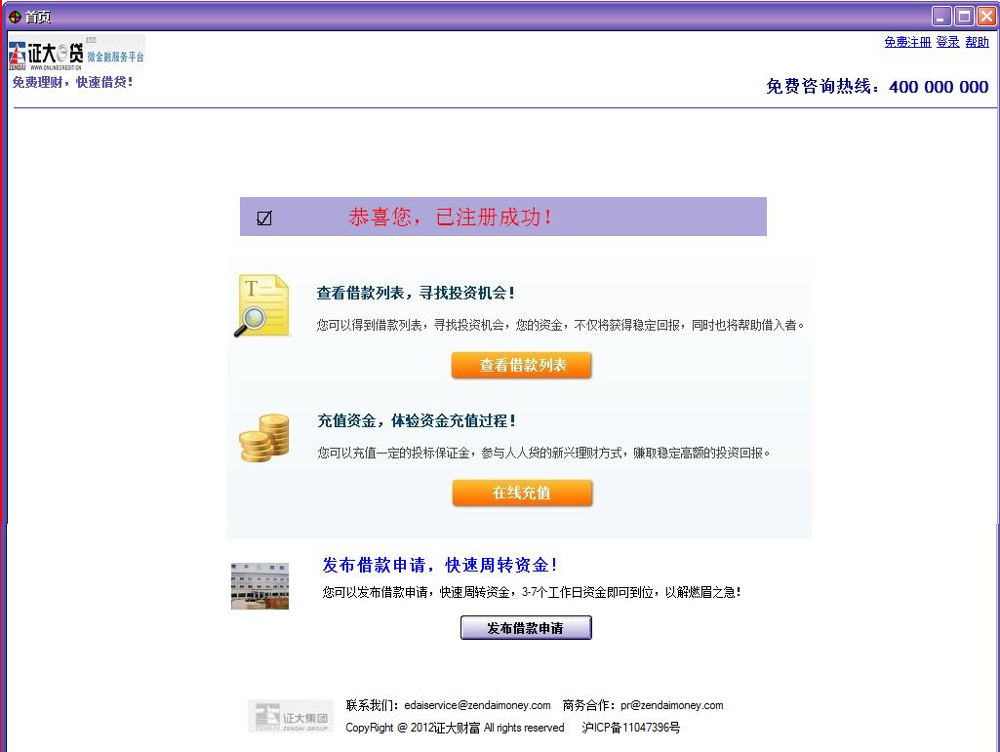 首页
证大e贷
微金融服务平台
ZENDAI WWW.ONLINECREDIT.CN
免费理财，快速借贷！
免费注册 登录 帮助
免费咨询热线：400 000 000
恭喜您，已注册成功！
T
查看借款列表，寻找投资机会！
您可以得到借款列表，寻找投资机会，您的资金，不仅将获得稳定回报，同时也将帮助借入者。
查看借款列表
充值资金，体验资金充值过程！
您可以充值一定的投标保证金，参与人人贷的新兴理财方式，赚取稳定高额的投资回报。
在线充值
发布借款申请，快速周转资金！
您可以发布借款申请，快速周转资金，3-7个工作日资金即可到位，以解燃眉之急！
发布借款申请
证大集团
ZENDAI GROUP
联系我们：edaiservice@zendaimoney.com 商务合作：pr@zendaimoney.com
CopyRight @ 2012证大财富 All rights reserved 沪ICP备11047396号